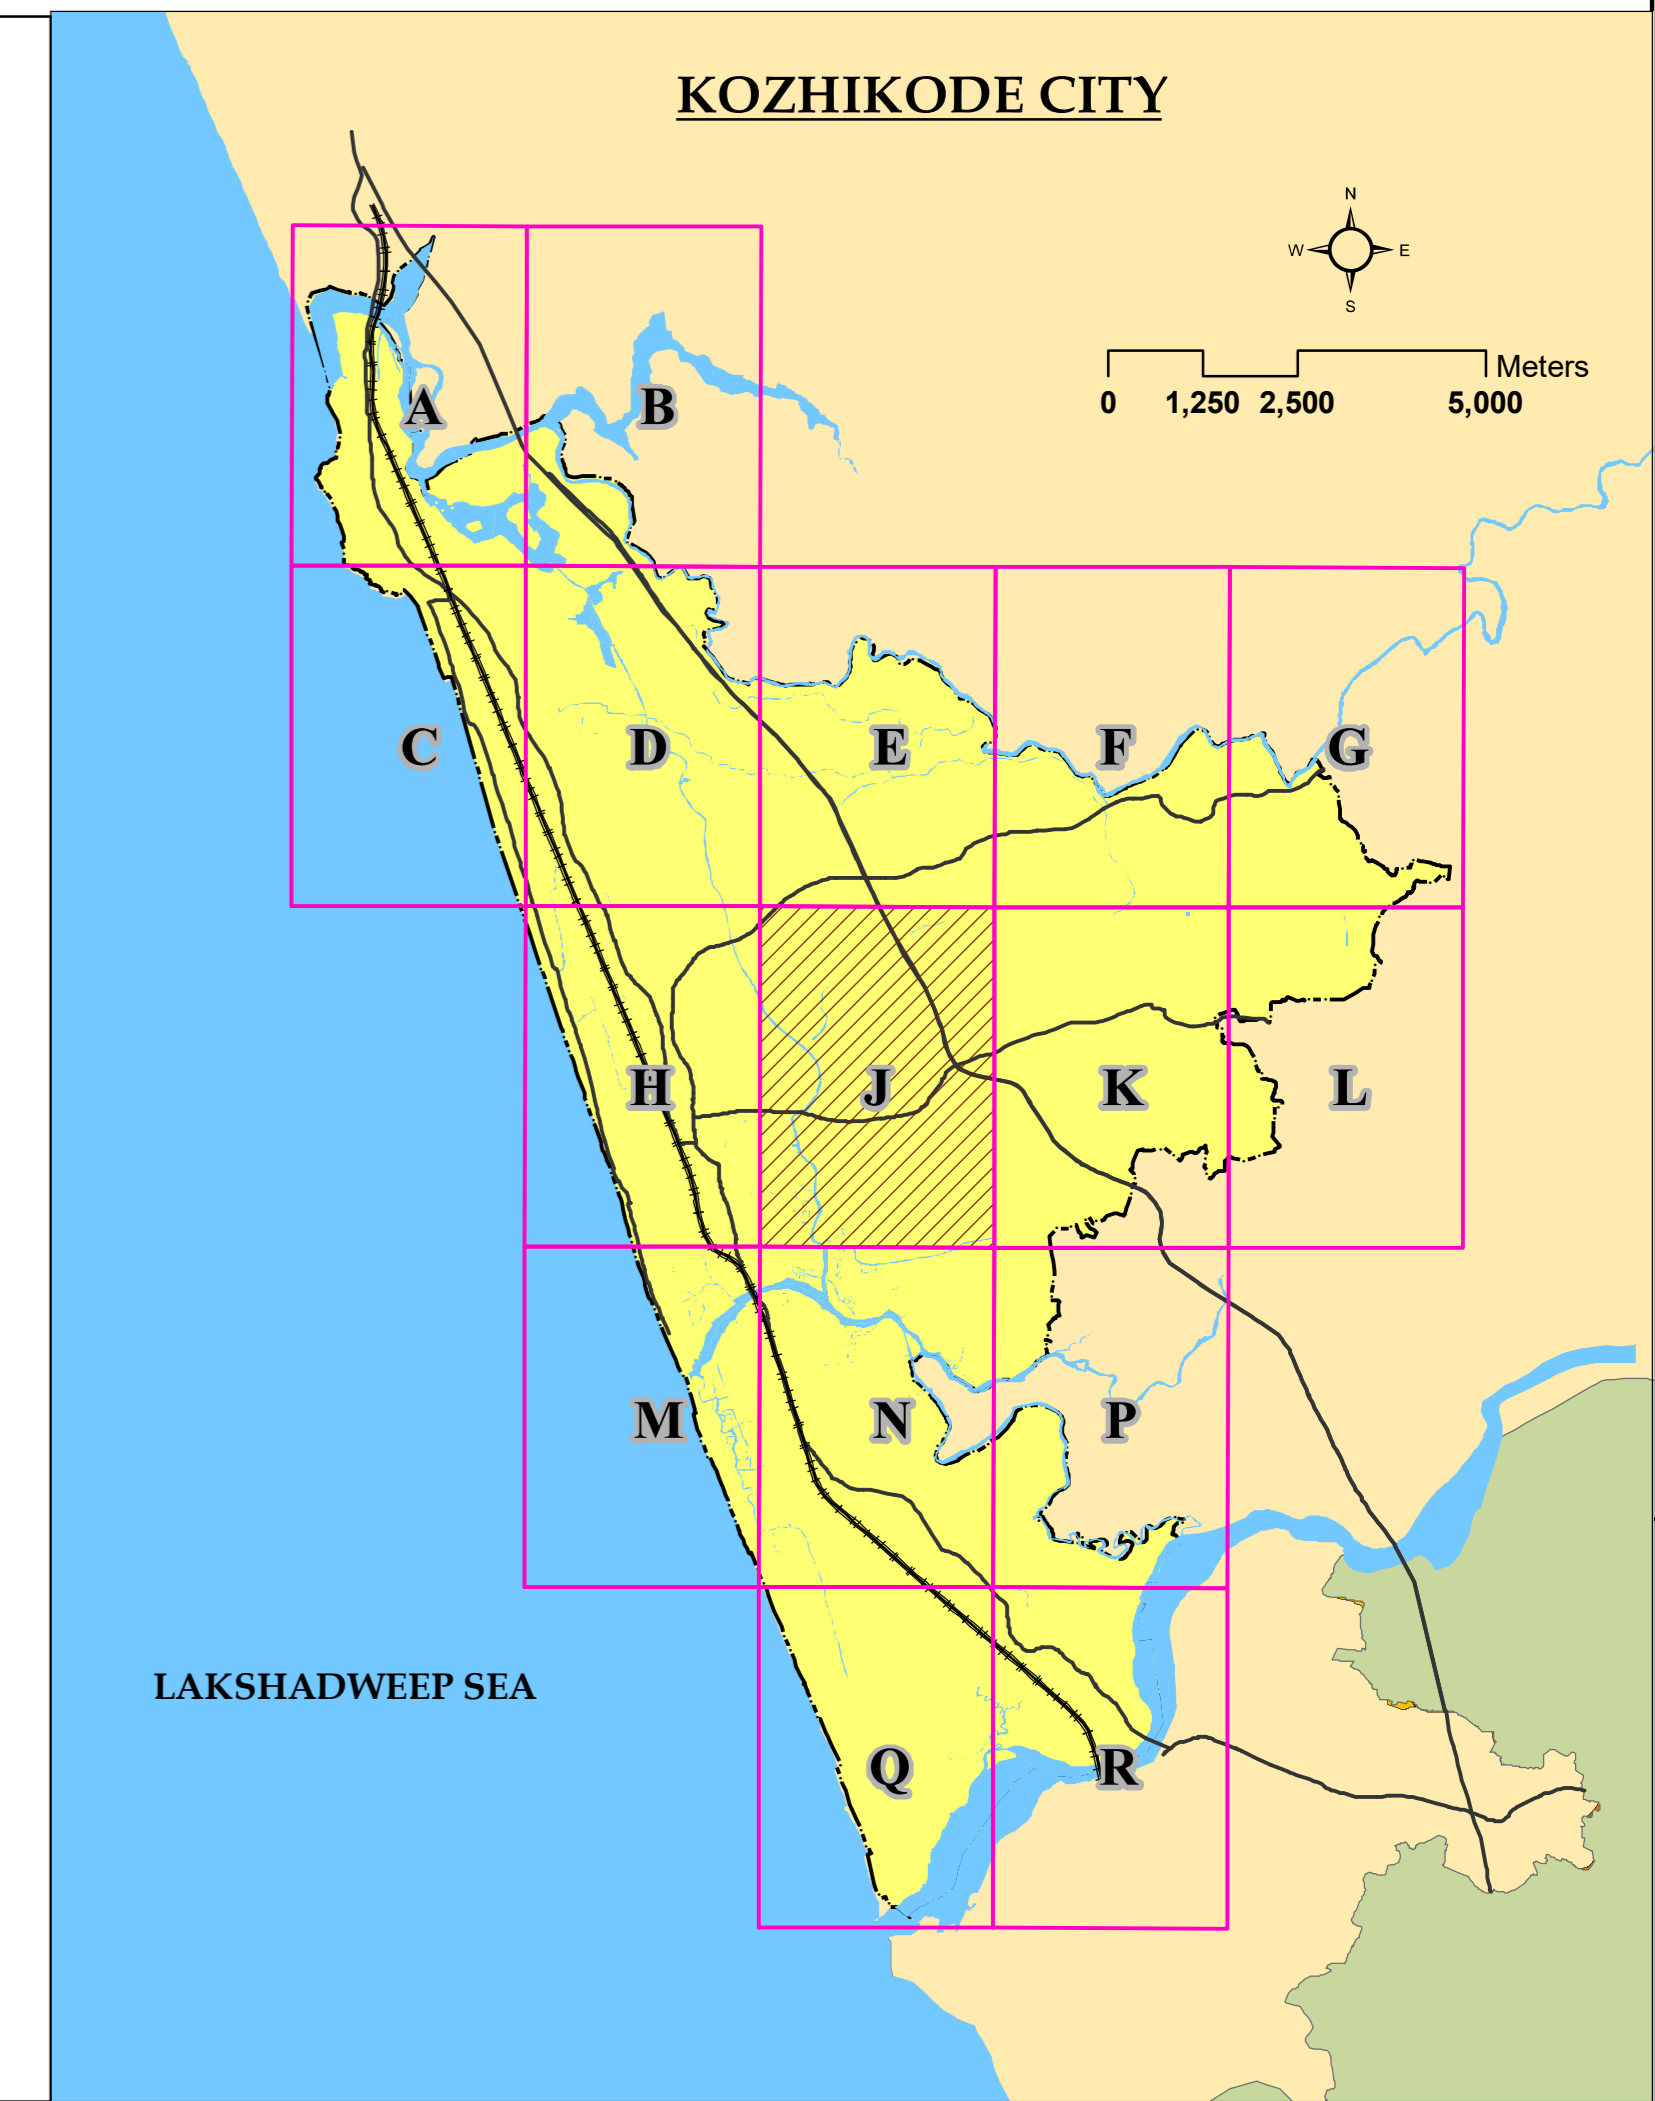 KOZHIKODE CITY
N
W E
S
Meters
0 1,250 2,500 5,000
A B
C D E F G
H J K L
M N P
LAKSHADWEEP SEA
Q R